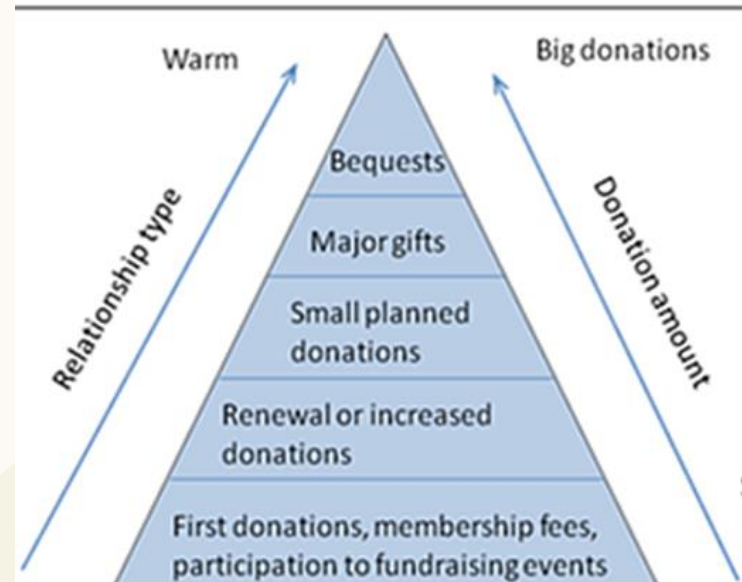 Warm
Big donations
Relationship type
Donation amount
Bequests
Major gifts
Small planned
donations
Renewal or increased
donations
First donations, membership fees,
participation to fundraising events